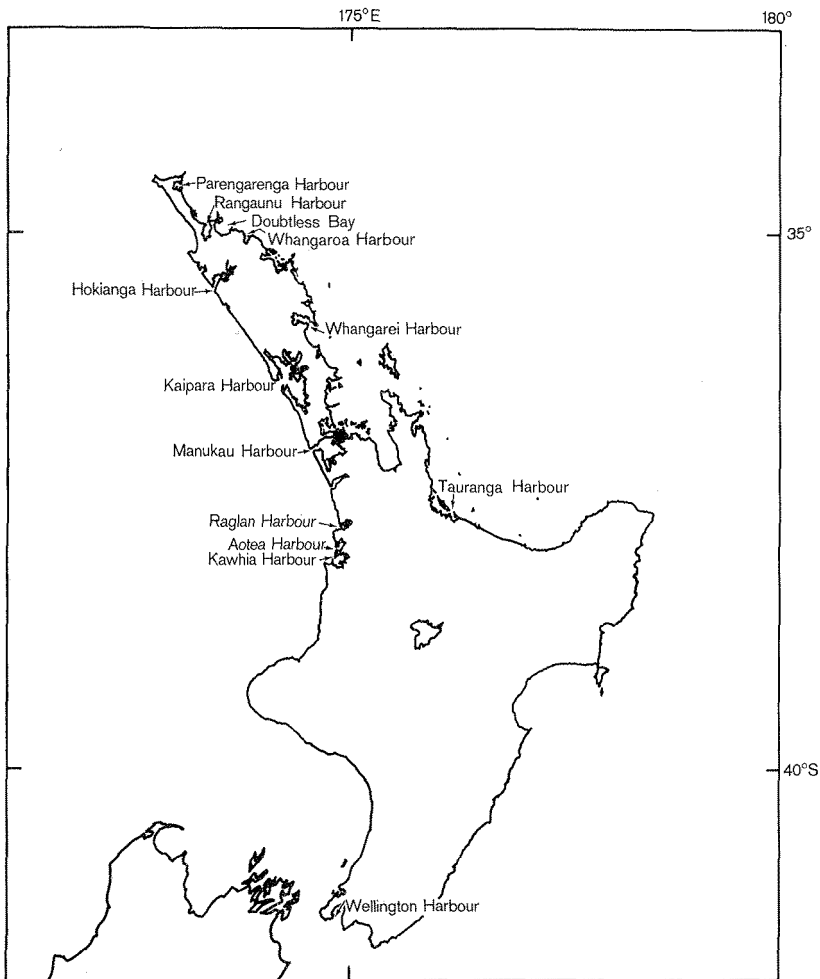 175°E
180°
Parengarenga Harbour
Rangaunu Harbour
Doubtless Bay
35°
Whangaroa Harbour
Hokianga Harbour
Whangarei Harbour
Kaipara Harbour
Manukau Harbour
Tauranga Harbour
Raglan Harbour
Aotea Harbour
Kawhia Harbour
40°S
Wellington Harbour